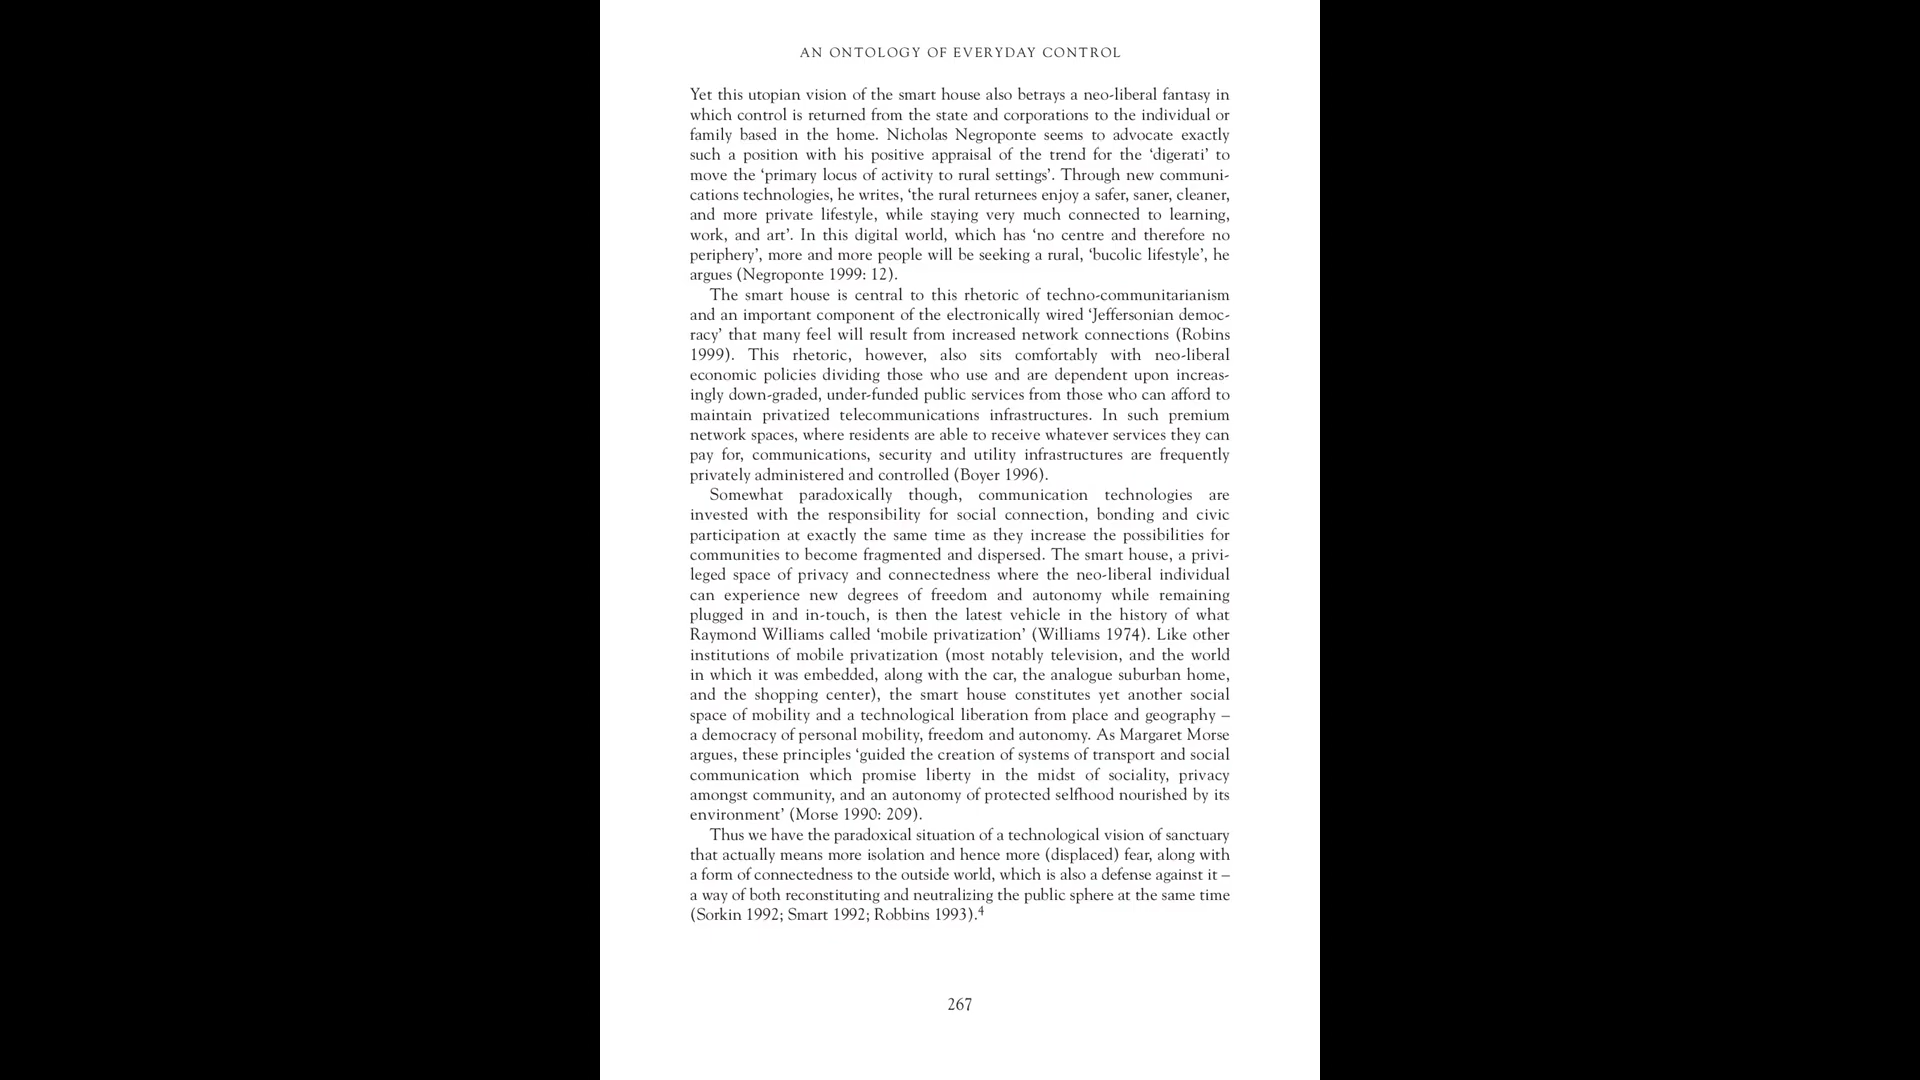 AN ONTOLOGY OF EVERYDAY CONTROL
Yet this utopian vision of the smart house also betrays a neo-liberal fantasy in
which control is returned from the state and corporations to the individual or
family based in the home. Nicholas Negroponte seems to advocate exactly
such a position with his positive appraisal of the trend for the ‘digerati’ to
move the ‘primary locus of activity to rural settings’. Through new communi-
cations technologies, he writes, ‘the rural returnees enjoy a safer, saner, cleaner,
and more private lifestyle, while staying very much connected to learning,
work, and art’. In this digital world, which has ‘no centre and therefore no
periphery’, more and more people will be seeking a rural, ‘bucolic lifestyle’, he
argues (Negroponte 1999: 12).
The smart house is central to this rhetoric of techno-communitarianism
and an important component of the electronically wired ‘Jeffersonian democ-
racy’ that many feel will result from increased network connections (Robins
1999). This rhetoric, however, also sits comfortably with neo-liberal
economic policies dividing those who use and are dependent upon increas-
ingly down-graded, under-funded public services from those who can afford to
maintain privatized telecommunications infrastructures. In such premium
network spaces, where residents are able to receive whatever services they can
pay for, communications, security and utility infrastructures are frequently
privately administered and controlled (Boyer 1996).
Somewhat paradoxically though, communication technologies are
invested with the responsibility for social connection, bonding and civic
participation at exactly the same time as they increase the possibilities for
communities to become fragmented and dispersed. The smart house, a privi-
leged space of privacy and connectedness where the neo-liberal individual
can experience new degrees of freedom and autonomy while remaining
plugged in and in-touch, is then the latest vehicle in the history of what
Raymond Williams called ‘mobile privatization’ (Williams 1974). Like other
institutions of mobile privatization (most notably television, and the world
in which it was embedded, along with the car, the analogue suburban home,
and the shopping center), the smart house constitutes yet another social
space of mobility and a technological liberation from place and geography –
a democracy of personal mobility, freedom and autonomy. As Margaret Morse
argues, these principles ‘guided the creation of systems of transport and social
communication which promise liberty in the midst of sociality, privacy
amongst community, and an autonomy of protected selfhood nourished by its
environment’ (Morse 1990: 209).
Thus we have the paradoxical situation of a technological vision of sanctuary
that actually means more isolation and hence more (displaced) fear, along with
a form of connectedness to the outside world, which is also a defense against it –
a way of both reconstituting and neutralizing the public sphere at the same time
(Sorkin 1992; Smart 1992; Robbins 1993).4
267